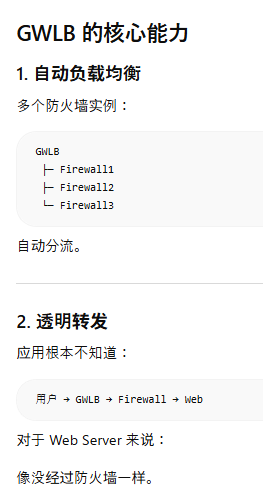 GWLB 的核心能力
1. 自动负载均衡
多个防火墙实例：
GWLB
├─ Firewall1
├─ Firewall2
└─ Firewall3
自动分流。
2. 透明转发
应用根本不知道：
用户 → GWLB → Firewall → Web
对于 Web Server 来说：
像没经过防火墙一样。